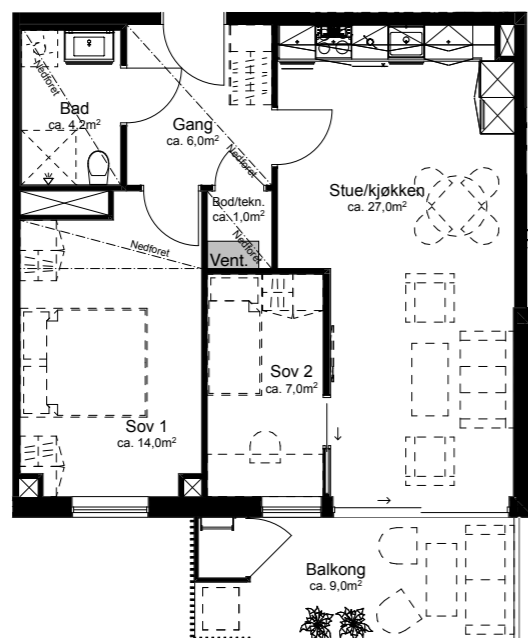 Nedforet
Bad
ca. 4,2m²
Gang
ca. 6,0m²
Nedforet
Stue/kjøkken
ca. 27,0m²
Bod/tekn.
ca. 1,0m²
Nedforet
Nedforet
Vent.
Sov 2
ca. 7,0m²
Sov 1
ca. 14,0m²
Balkong
ca. 9,0m²